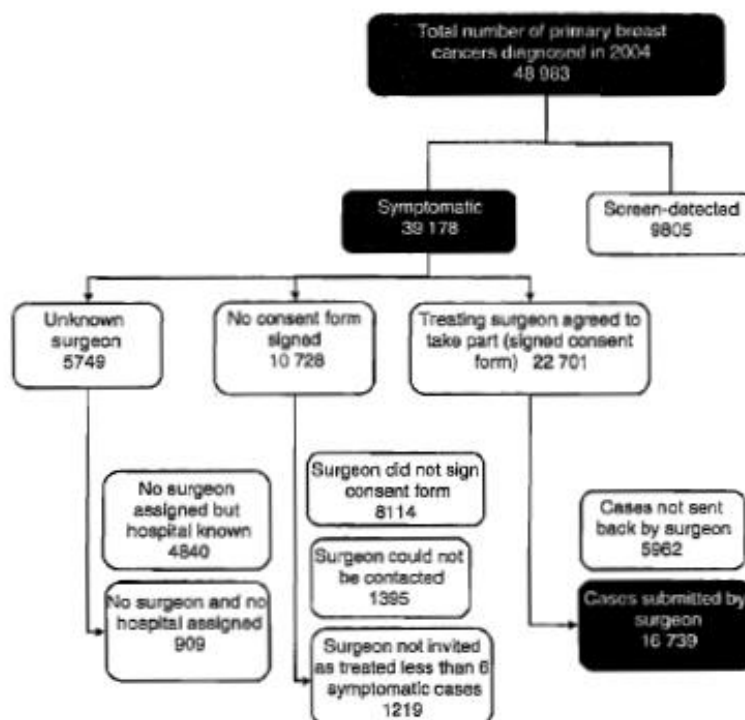 Total number of primary breast
cancers diagnosed in 2004
48 983
Symptomatic
39 178
Screen-detected
9805
Unknown
surgeon
5749
No consent form
signed
10 728
Treating surgeon agreed to
take part (signed consent
form) 22 701
No surgeon
assigned but
hospital known
4840
No surgeon and no
hospital assigned
909
Surgeon did not sign
consent form
8114
Surgeon could not
be contacted
1395
Surgeon not invited
as treated less than 6
symptomatic cases
1219
Cases not sent
back by surgeon
5962
Cases submitted by
surgeon
16 739